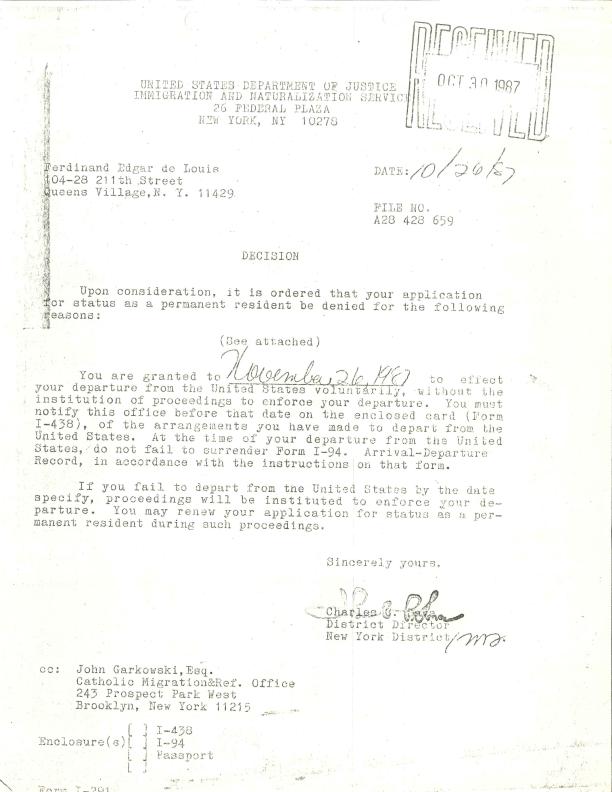 RECEIVED
OCT 30 1987
RECEIVED
UNITED STATES DEPARTMENT OF JUSTICE
IMMIGRATION AND NATURALIZATION SERVICE
26 FEDERAL PLAZA
NEW YORK, NY 10278
Ferdinand Edgar de Louis
104-28 211th Street
Queens Village,N. Y. 11429
DATE: 10/26/87
FILE NO.
A28 428 659
DECISION
Upon consideration, it is ordered that your application
for status as a permanent resident be denied for the following
reasons:
(See attached)
You are granted to November 26, 1987 to effect
your departure from the United States voluntarily, without the
institution of proceedings to enforce your departure. You must
notify this office before that date on the enclosed card (Form
I-438), of the arrangements you have made to depart from the
United States. At the time of your departure from the United
States, do not fail to surrender Form I-94. Arrival-Departure
Record, in accordance with the instructions on that form.
If you fail to depart from the United States by the date
specify, proceedings will be instituted to enforce your de-
parture. You may renew your application for status as a per-
manent resident during such proceedings.
Sincerely yours.
Charles C.
District Director
New York District
cc: John Garkowski,Esq.
Catholic Migration&Ref. Office
243 Prospect Park West
Brooklyn, New York 11215
[ ] I-438
Enclosure(s)[ ] I-94
[ ] Passport
[ ]
Form I-291